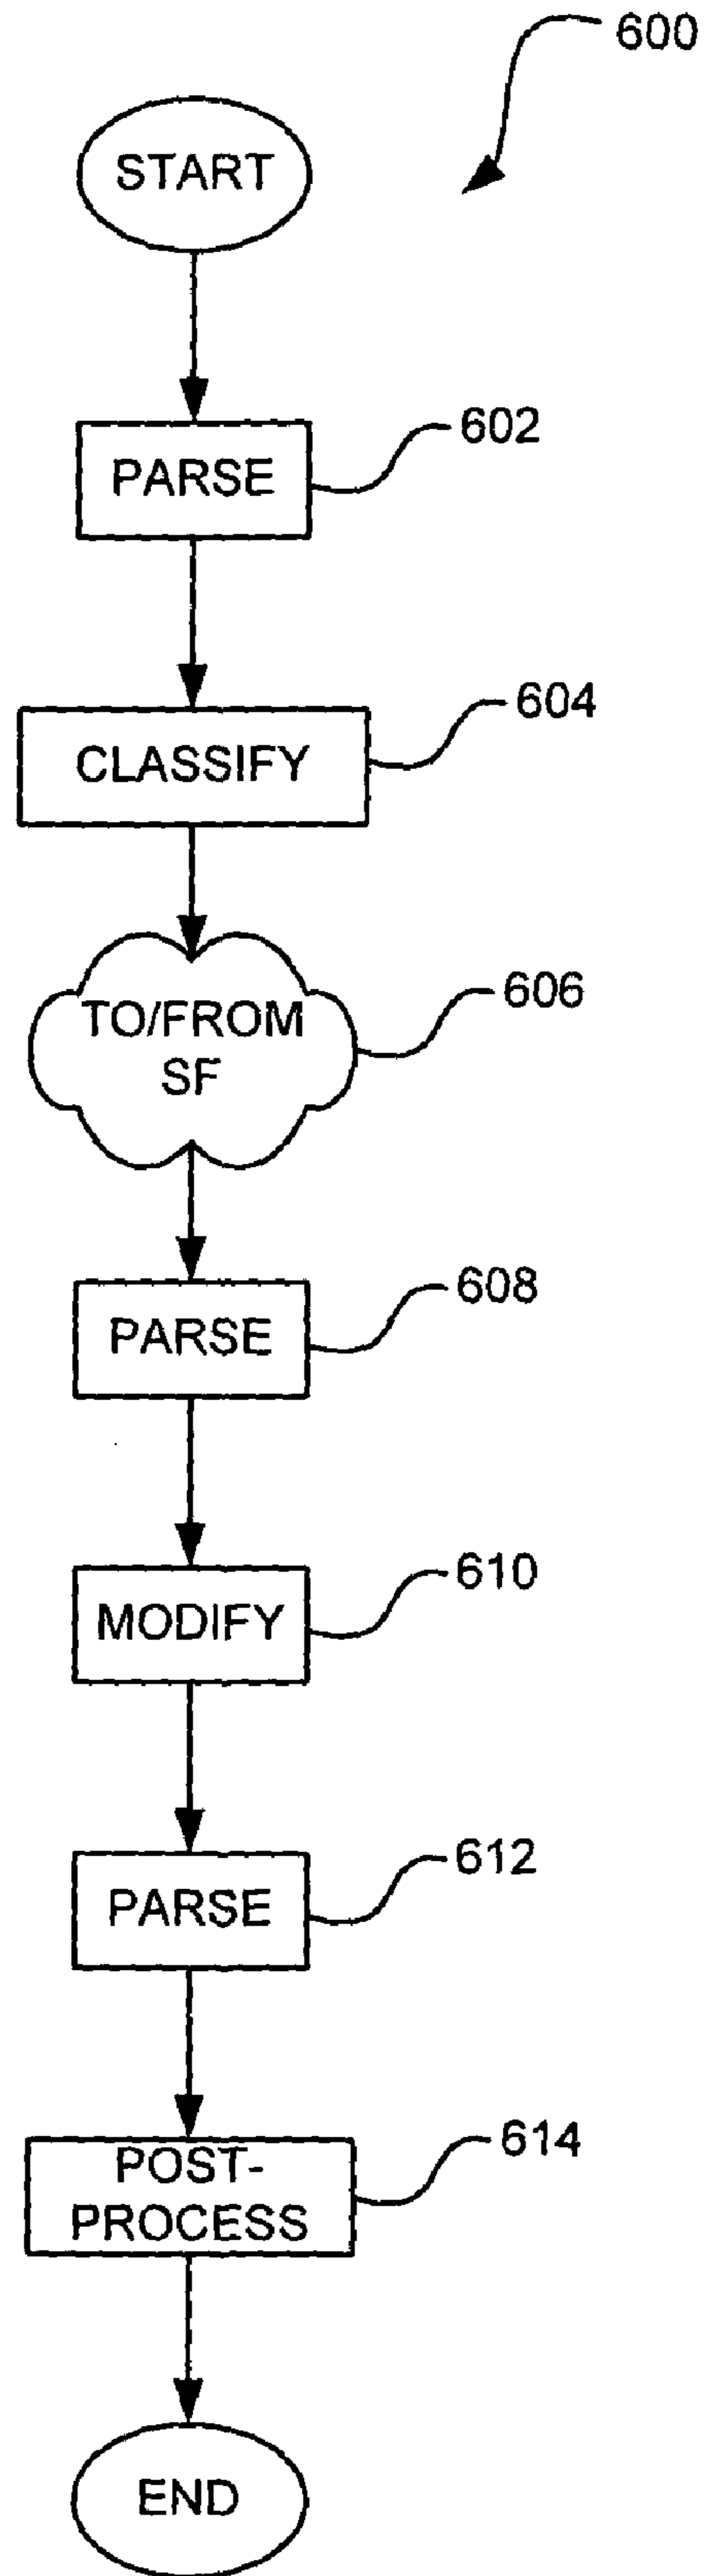 600
START
PARSE
602
CLASSIFY
604
TO/FROM
SF
606
PARSE
608
MODIFY
610
PARSE
612
POST-
PROCESS
614
END